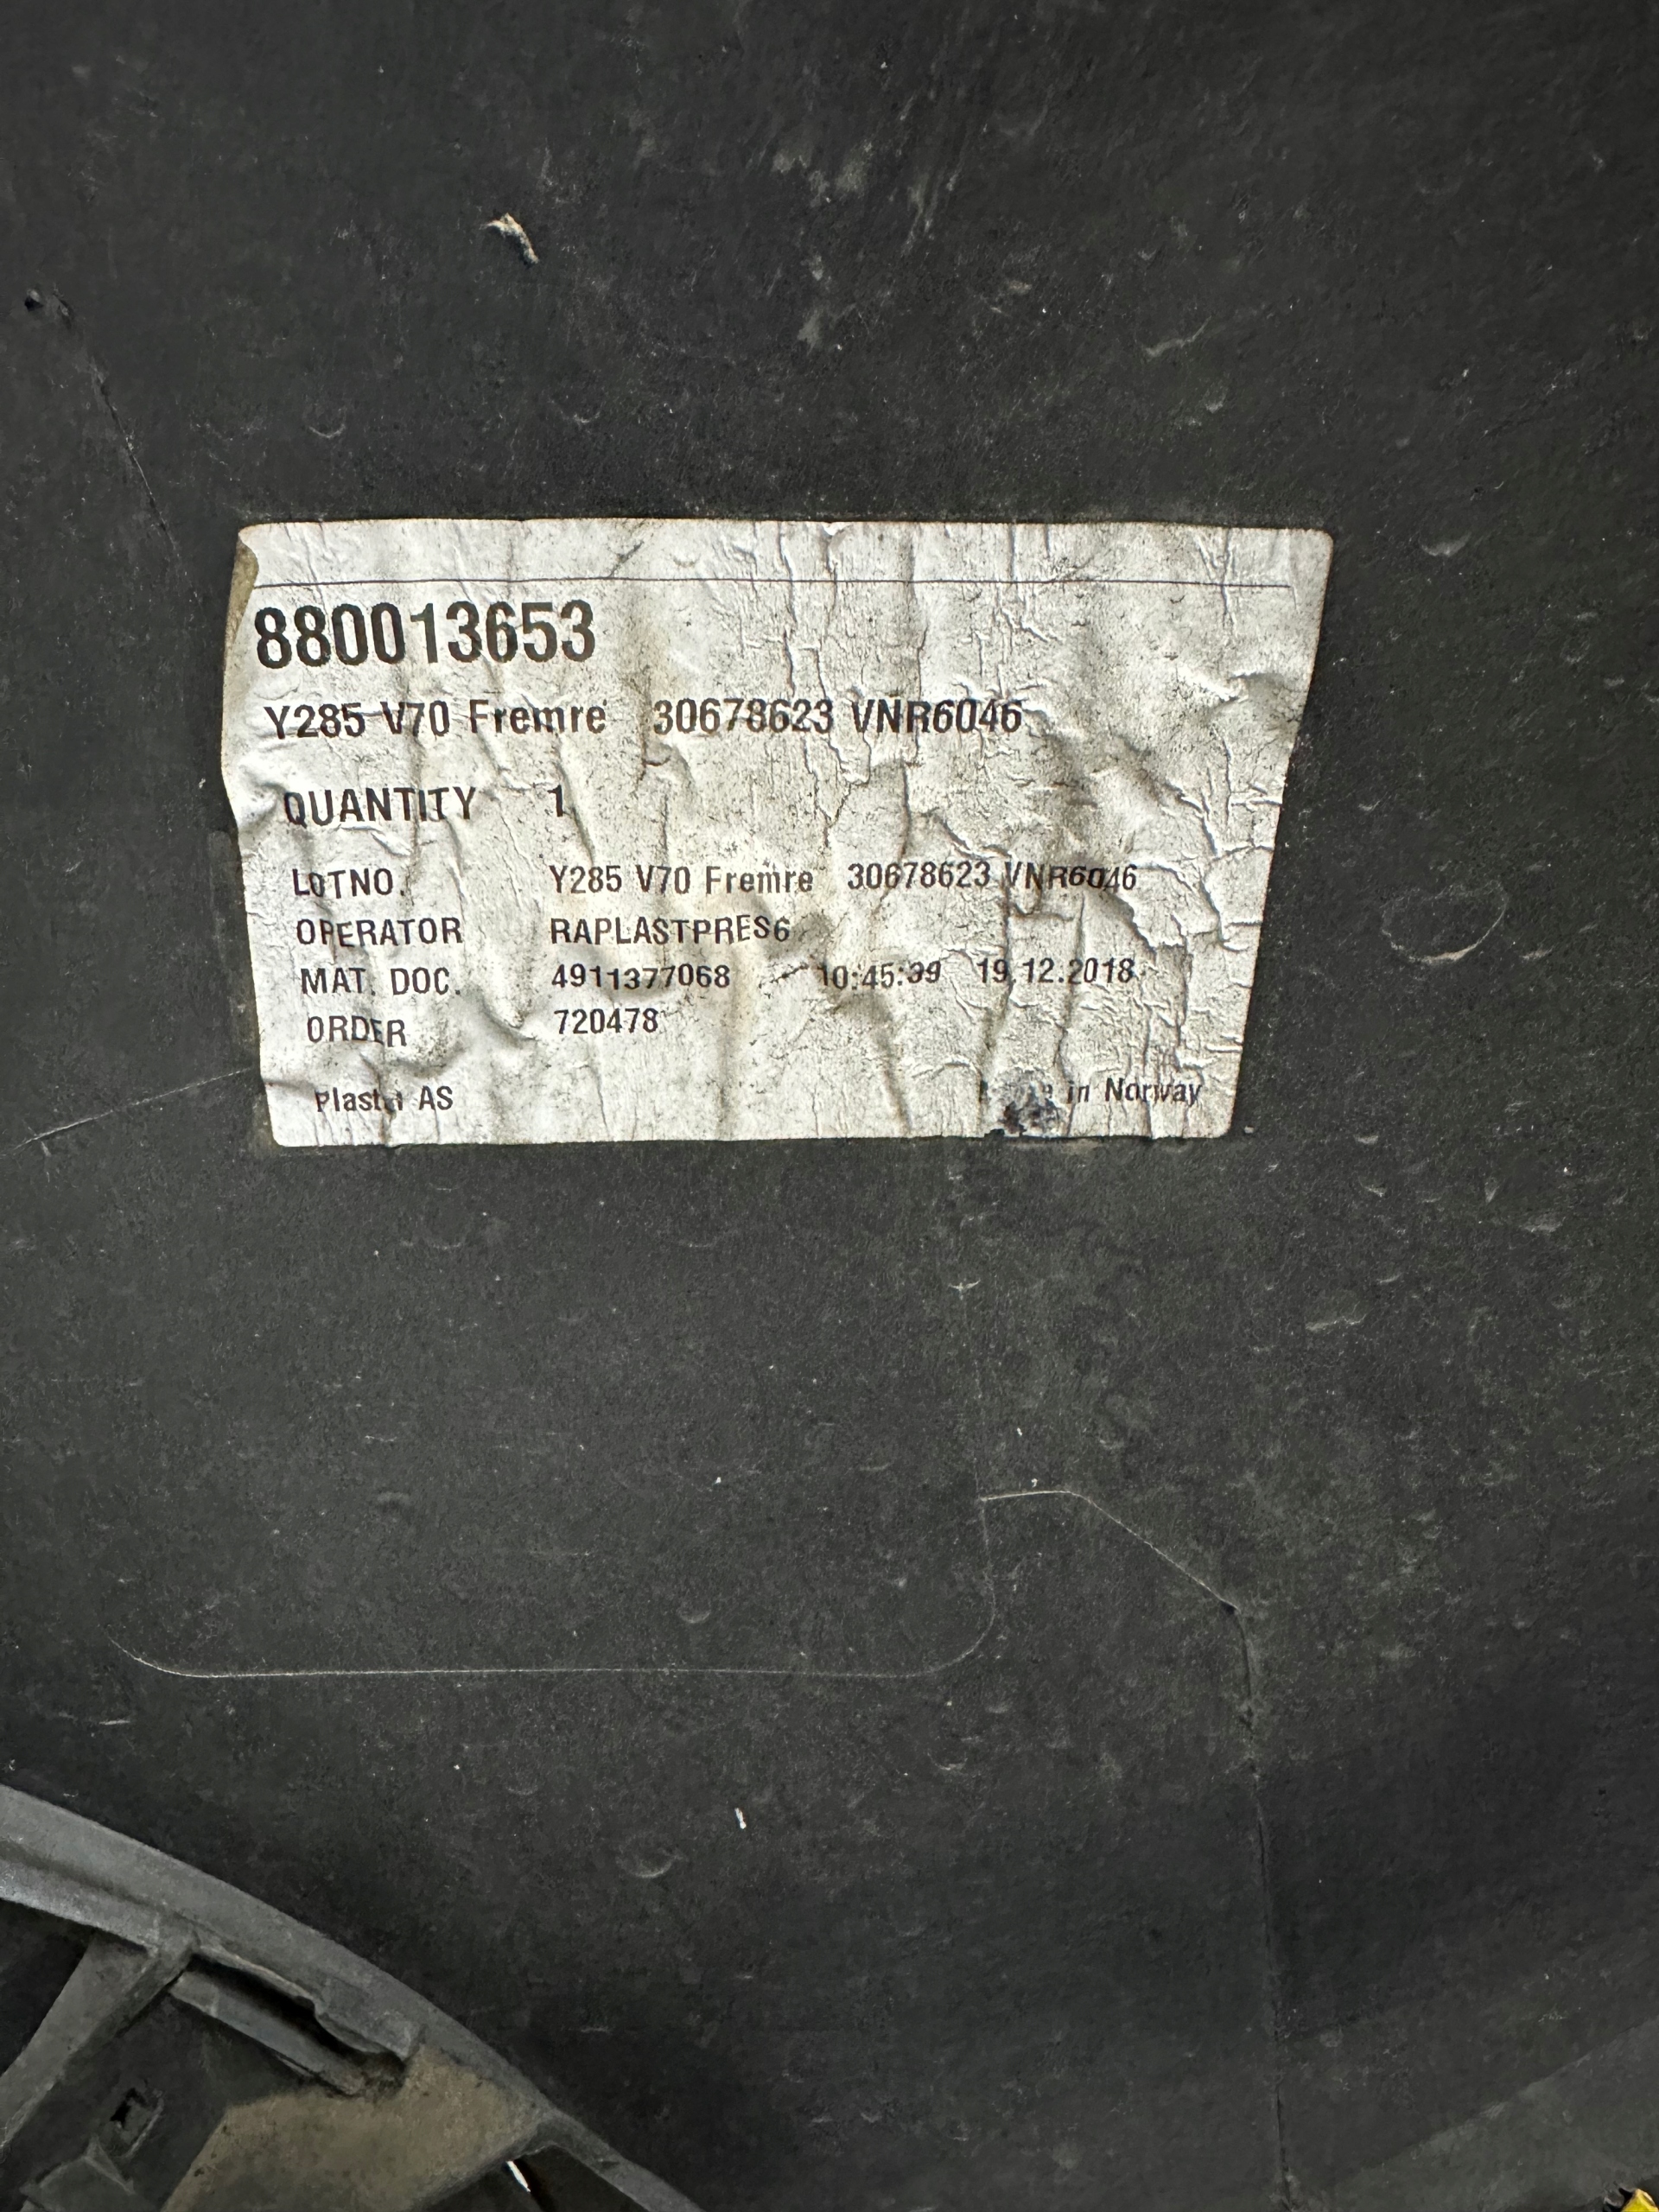 880013653
Y285 V70 Fremre 30678623 VNR6046
QUANTITY 1
LOTNO. Y285 V70 Fremre 30678623 VNR6046
OPERATOR RAPLASTPRES6
MAT. DOC. 4911377068 10:45:39 19.12.2018
ORDER 720478
AS in Norway